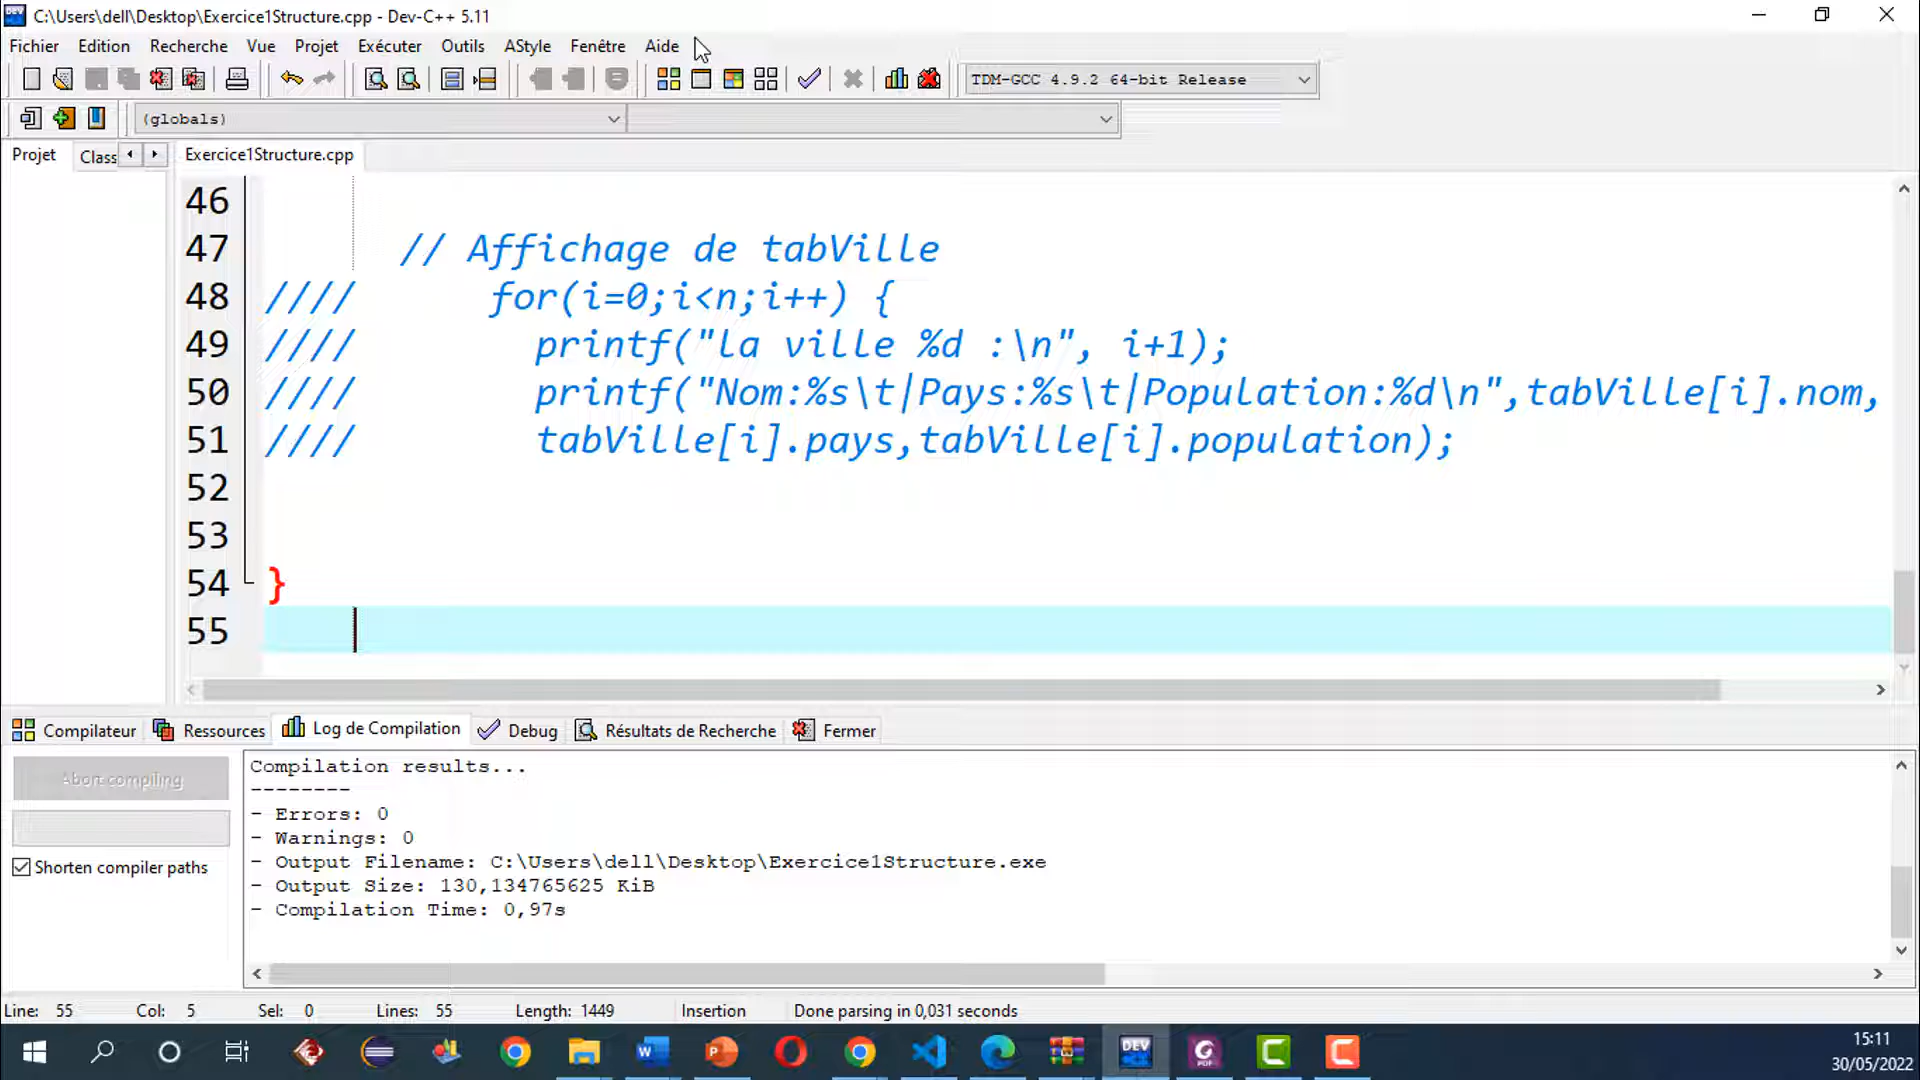 C:\Users\dell\Desktop\Exercice1Structure.cpp - Dev-C++ 5.11
Fichier Edition Recherche Vue Projet Exécuter Outils AStyle Fenêtre Aide
TDM-GCC 4.9.2 64-bit Release
(globals)
Projet Class Exercice1Structure.cpp
46
47 // Affichage de tabVille
48 //// for(i=0;i<n;i++) {
49 //// printf("la ville %d :\n", i+1);
50 //// printf("Nom:%s\t|Pays:%s\t|Population:%d\n",tabVille[i].nom,
51 //// tabVille[i].pays,tabVille[i].population);
52
53
54 }
55
Compilateur Ressources Log de Compilation Debug Résultats de Recherche Fermer
Abort compiling
Shorten compiler paths
Compilation results...
--------
- Errors: 0
- Warnings: 0
- Output Filename: C:\Users\dell\Desktop\Exercice1Structure.exe
- Output Size: 130,134765625 KiB
- Compilation Time: 0,97s
Line: 55 Col: 5 Sel: 0 Lines: 55 Length: 1449 Insertion Done parsing in 0,031 seconds
15:11
30/05/2022